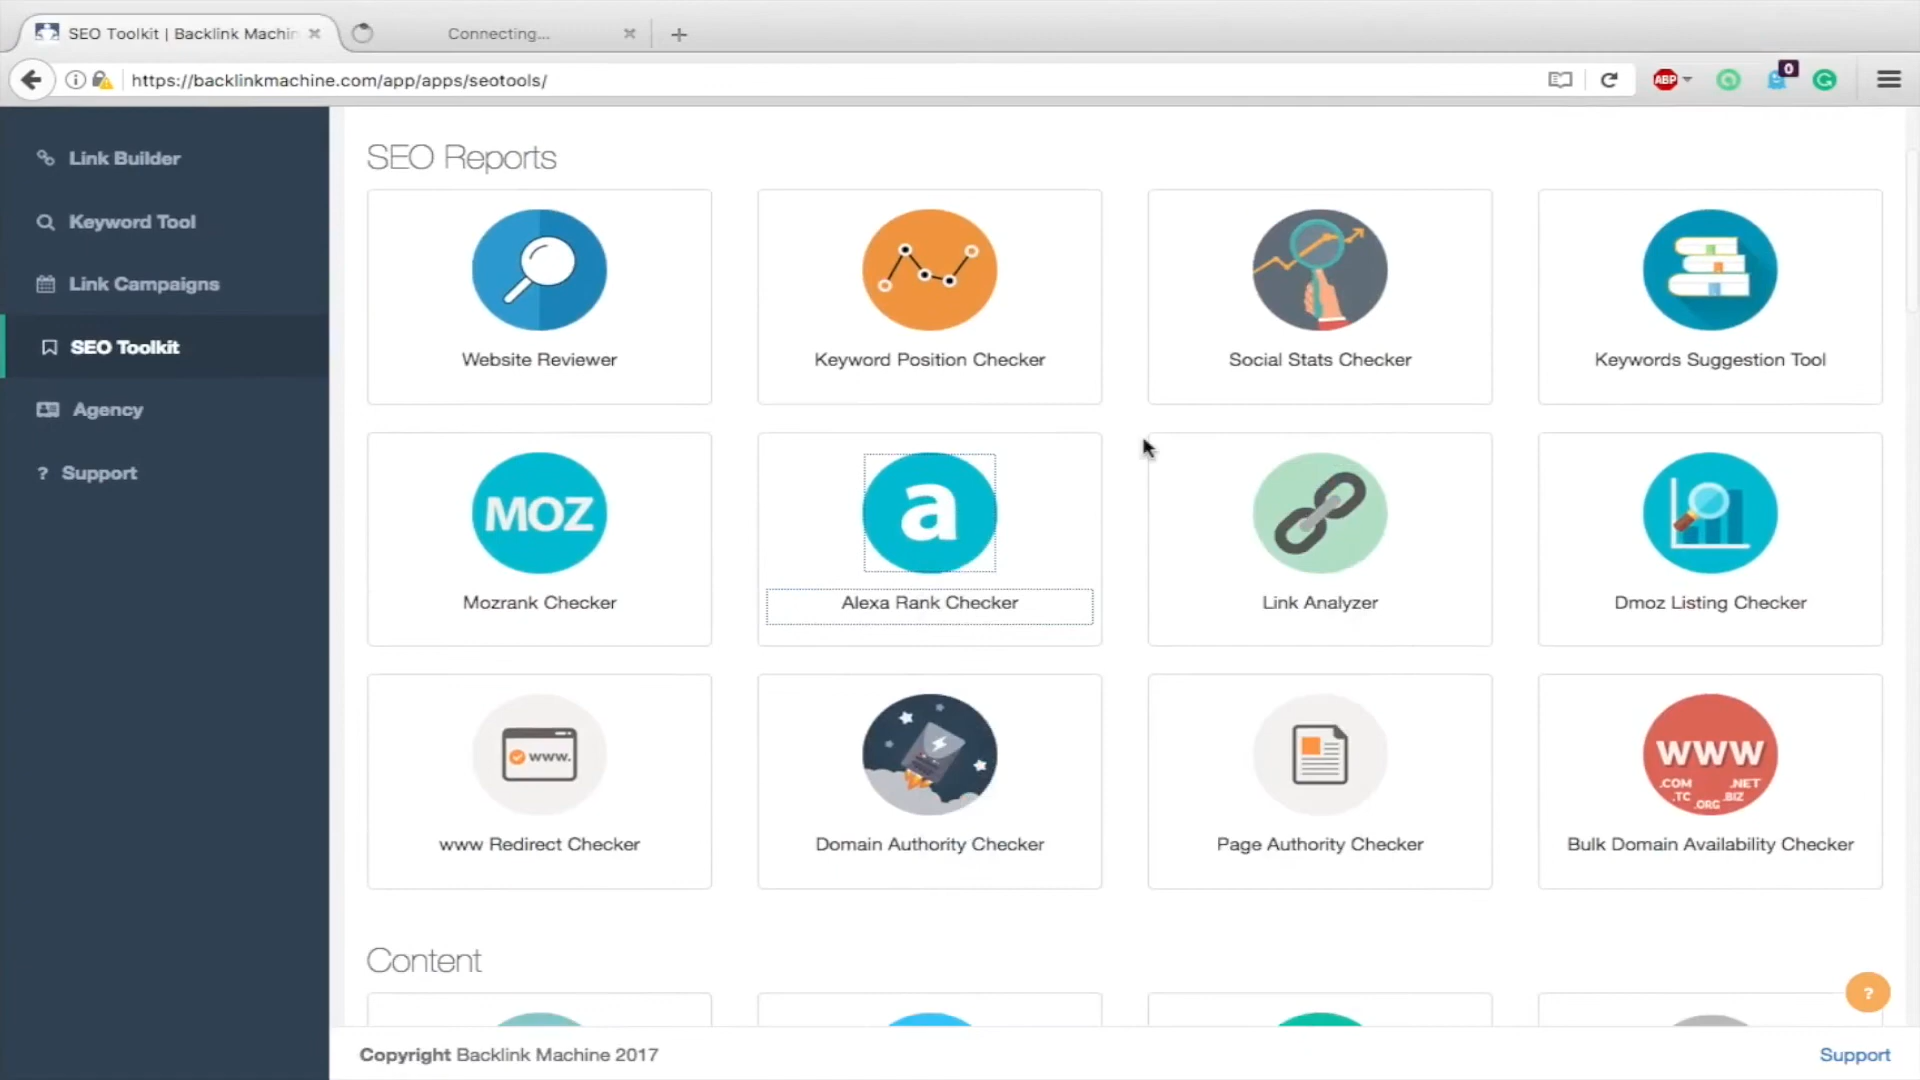 SEO Toolkit | Backlink Machin
Connecting...
https://backlinkmachine.com/app/apps/seotools/
ABP
0
Link Builder
Keyword Tool
Link Campaigns
SEO Toolkit
Agency
? Support
SEO Reports
Website Reviewer
Keyword Position Checker
Social Stats Checker
Keywords Suggestion Tool
MOZ
a
Mozrank Checker
Alexa Rank Checker
Link Analyzer
Dmoz Listing Checker
www.
WWW
.COM .NET
.TC .ORG .BIZ
www Redirect Checker
Domain Authority Checker
Page Authority Checker
Bulk Domain Availability Checker
Content
?
Copyright Backlink Machine 2017
Support